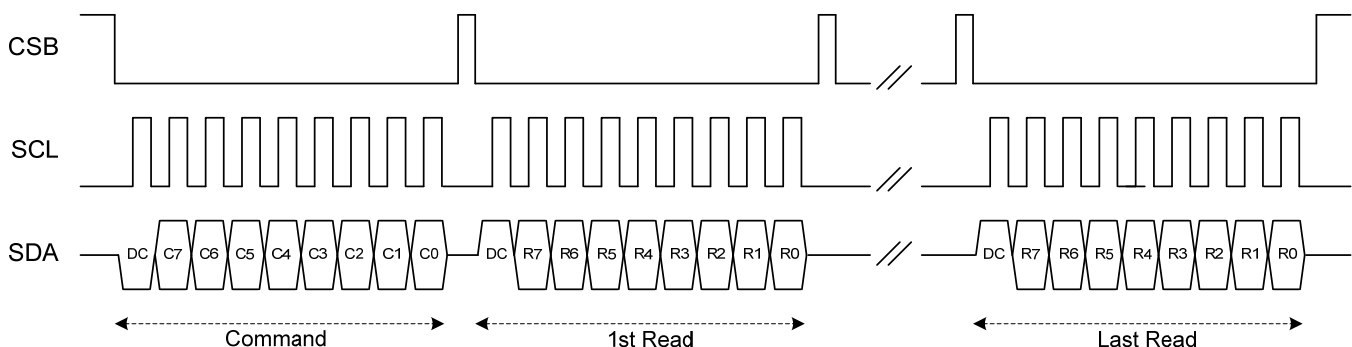 CSB
SCL
SDA DC C7 C6 C5 C4 C3 C2 C1 C0 DC R7 R6 R5 R4 R3 R2 R1 R0 // DC R7 R6 R5 R4 R3 R2 R1 R0
Command 1st Read Last Read